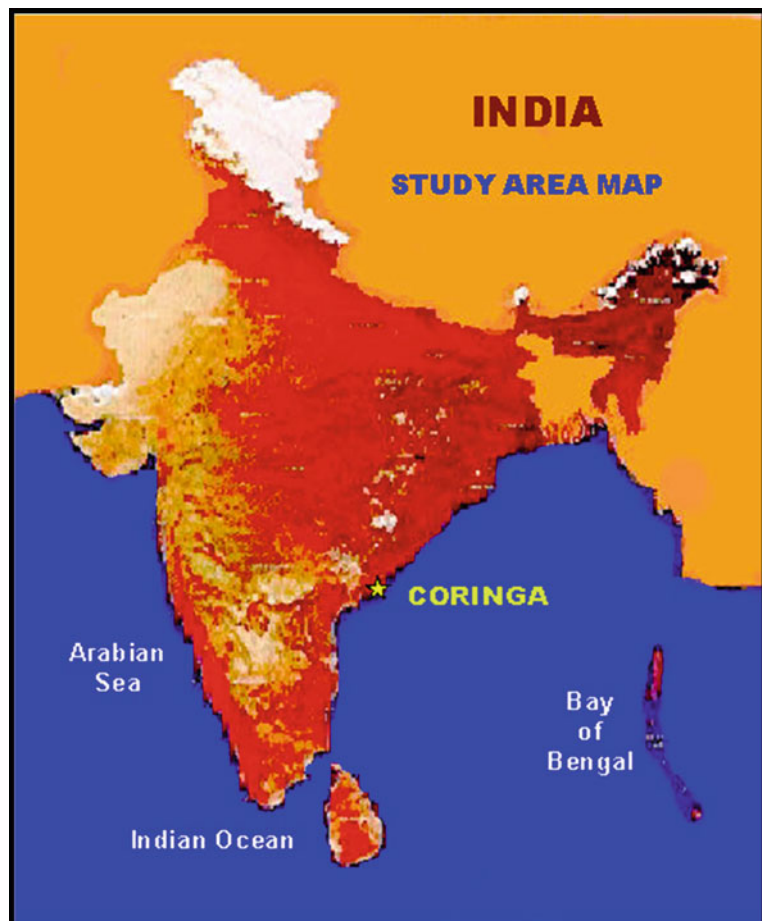 INDIA
STUDY AREA MAP
CORINGA
Arabian
Sea
Bay
of
Bengal
Indian Ocean